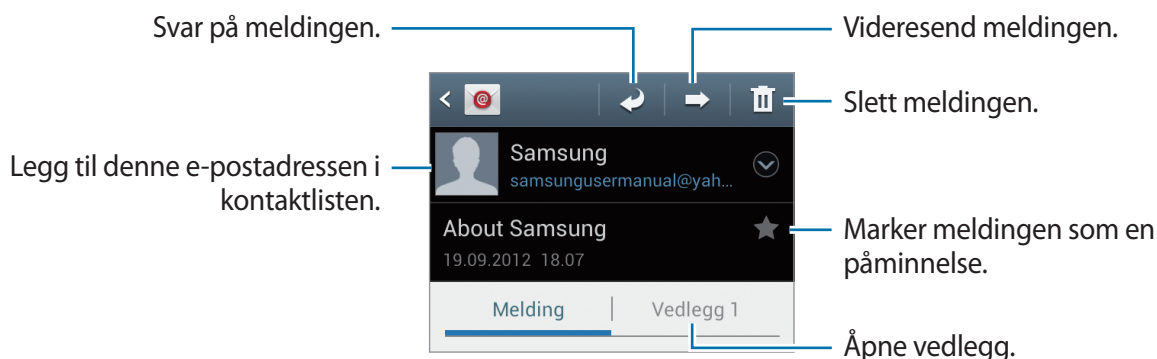 Svar på meldingen.
Videresend meldingen.
Slett meldingen.
Legg til denne e-postadressen i
kontaktlisten.
Samsung
samsungusermanual@yah...
About Samsung
19.09.2012 18.07
Marker meldingen som en
påminnelse.
Melding
Vedlegg 1
Åpne vedlegg.